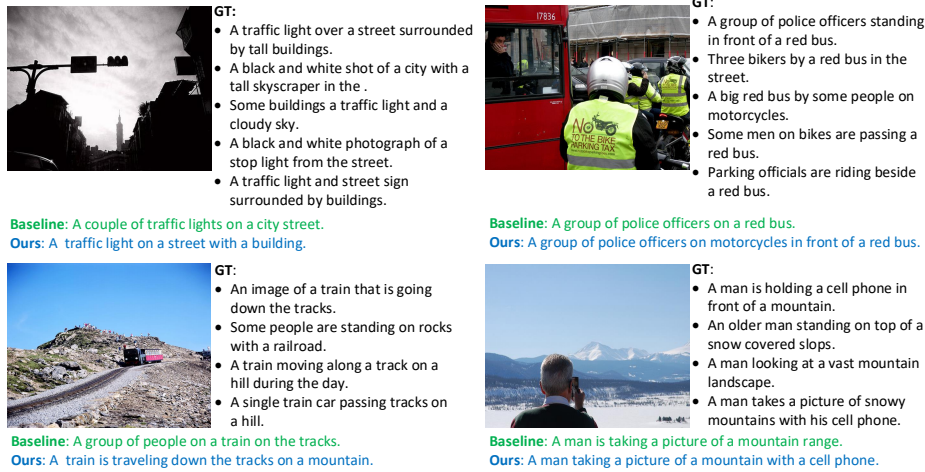 GT:
• A traffic light over a street surrounded
by tall buildings.
• A black and white shot of a city with a
tall skyscraper in the .
• Some buildings a traffic light and a
cloudy sky.
• A black and white photograph of a
stop light from the street.
• A traffic light and street sign
surrounded by buildings.
Baseline: A couple of traffic lights on a city street.
Ours: A traffic light on a street with a building.
17836
NO
TO THE BIKE
PARKING TAX
GT:
• A group of police officers standing
in front of a red bus.
• Three bikers by a red bus in the
street.
• A big red bus by some people on
motorcycles.
• Some men on bikes are passing a
red bus.
• Parking officials are riding beside
a red bus.
Baseline: A group of police officers on a red bus.
Ours: A group of police officers on motorcycles in front of a red bus.
GT:
• An image of a train that is going
down the tracks.
• Some people are standing on rocks
with a railroad.
• A train moving along a track on a
hill during the day.
• A single train car passing tracks on
a hill.
Baseline: A group of people on a train on the tracks.
Ours: A train is traveling down the tracks on a mountain.
GT:
• A man is holding a cell phone in
front of a mountain.
• An older man standing on top of a
snow covered slops.
• A man looking at a vast mountain
landscape.
• A man takes a picture of snowy
mountains with his cell phone.
Baseline: A man is taking a picture of a mountain range.
Ours: A man taking a picture of a mountain with a cell phone.